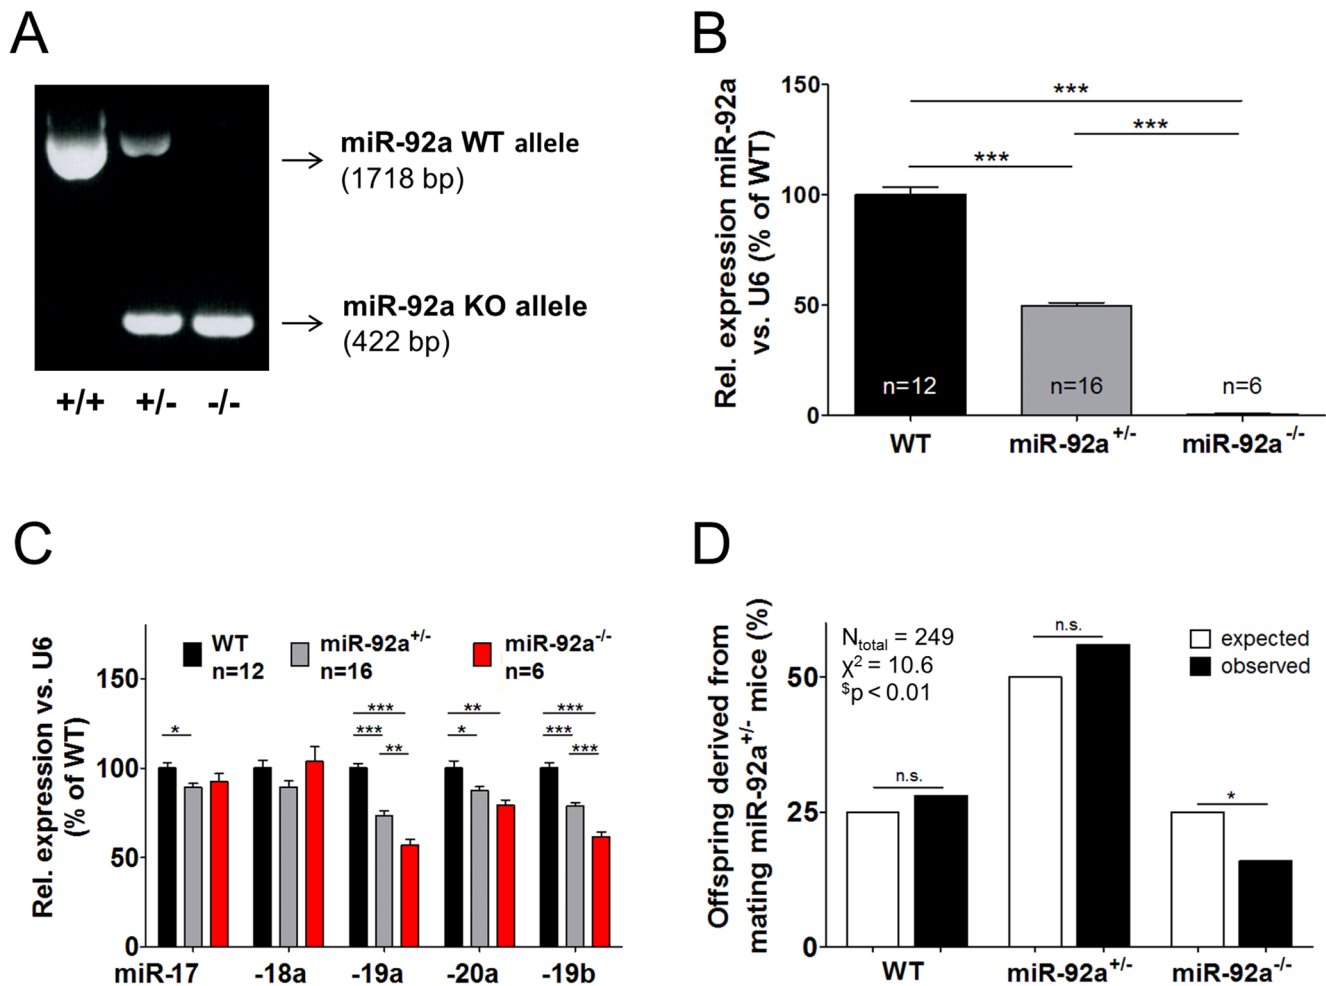 A
miR-92a WT allele
(1718 bp)
miR-92a KO allele
(422 bp)
+/+ +/- -/-
B
Rel. expression miR-92a
vs. U6 (% of WT)
150
100
50
0
***
***
***
n=12 n=16 n=6
WT miR-92a+/- miR-92a-/-
C
Rel. expression vs. U6
(% of WT)
150
100
50
0
WT
n=12
miR-92a+/-
n=16
miR-92a-/-
n=6
*
***
***
**
**
*
***
***
***
miR-17 -18a -19a -20a -19b
D
Offspring derived from
mating miR-92a+/- mice (%)
50
25
0
Ntotal = 249
χ2 = 10.6
$p < 0.01
expected
observed
n.s.
n.s.
*
WT miR-92a+/- miR-92a-/-